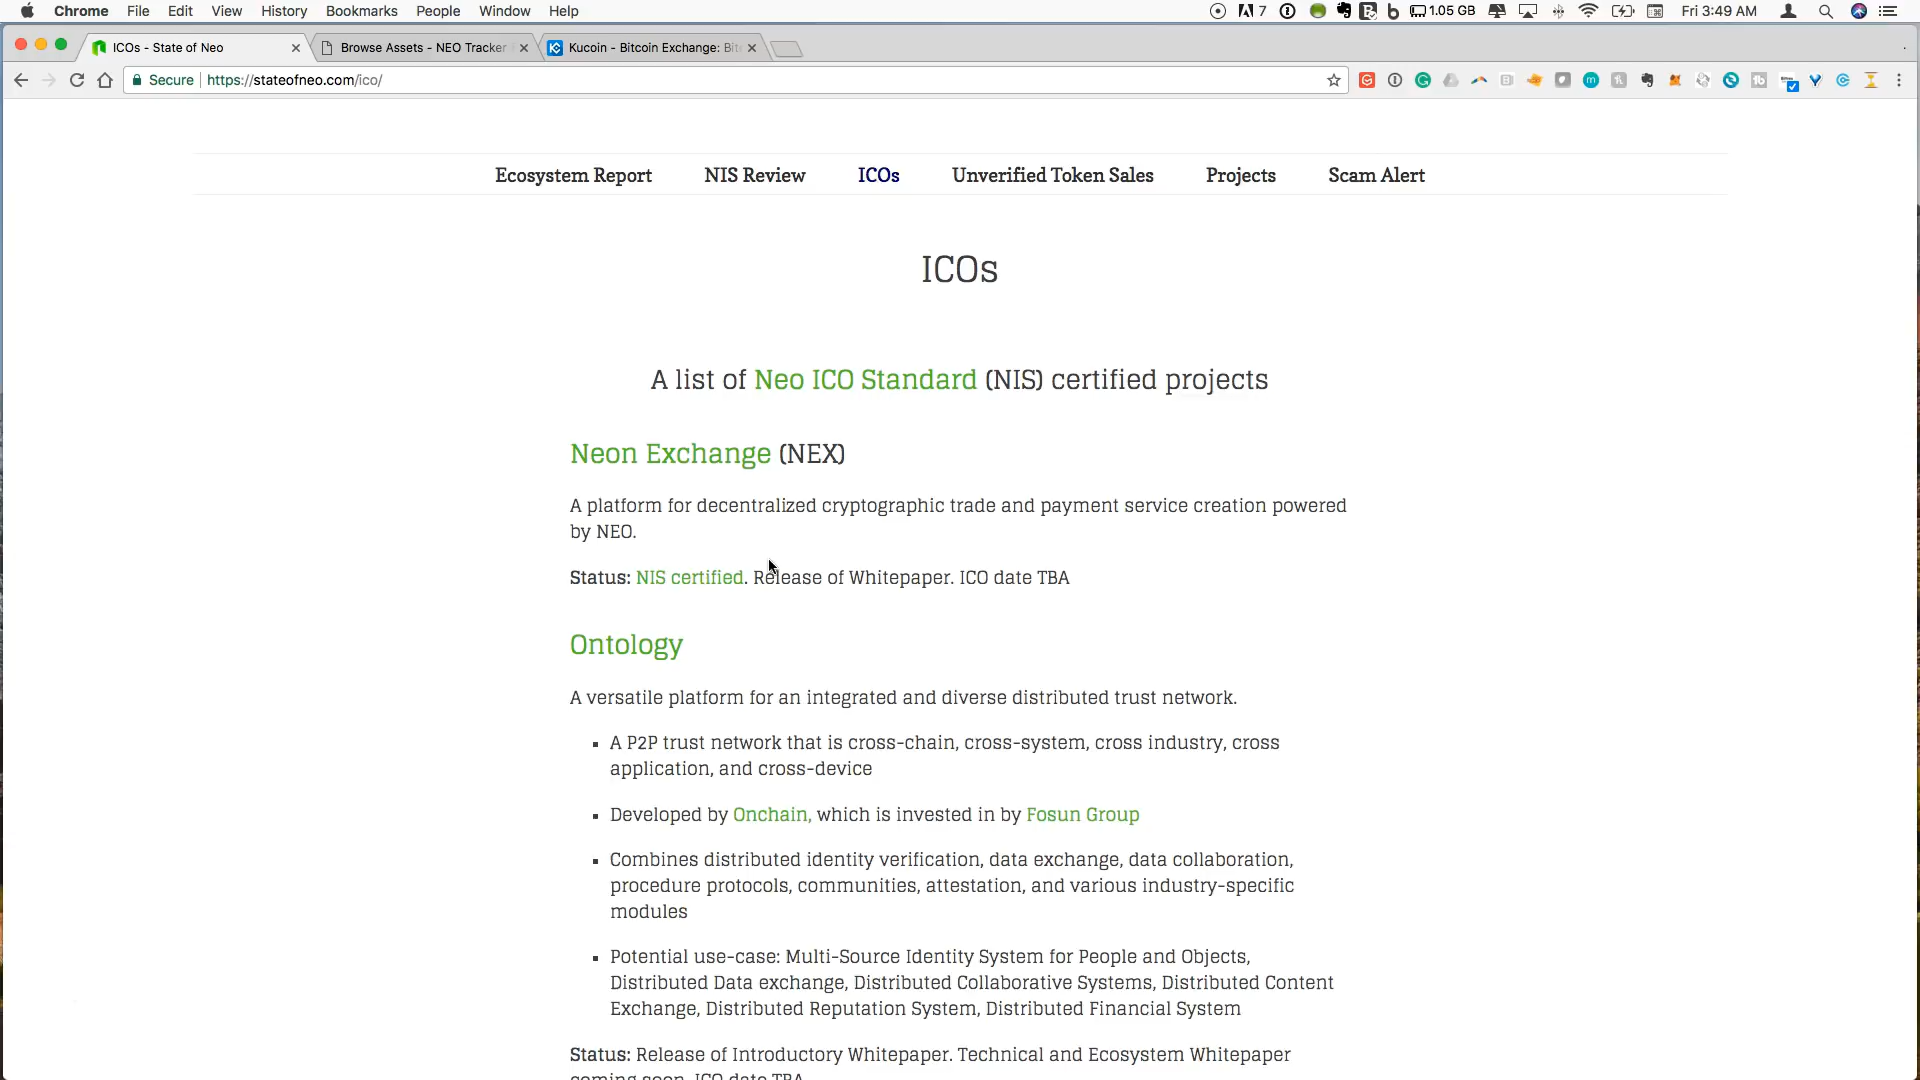 Chrome File Edit View History Bookmarks People Window Help 7 1.05 GB Fri 3:49 AM
ICOs - State of Neo Browse Assets - NEO Tracker Kucoin - Bitcoin Exchange: Bit
Secure https://stateofneo.com/ico/
Ecosystem Report NIS Review ICOs Unverified Token Sales Projects Scam Alert
ICOs
A list of Neo ICO Standard (NIS) certified projects
Neon Exchange (NEX)
A platform for decentralized cryptographic trade and payment service creation powered
by NEO.
Status: NIS certified. Release of Whitepaper. ICO date TBA
Ontology
A versatile platform for an integrated and diverse distributed trust network.
▪ A P2P trust network that is cross-chain, cross-system, cross industry, cross
application, and cross-device
▪ Developed by Onchain, which is invested in by Fosun Group
▪ Combines distributed identity verification, data exchange, data collaboration,
procedure protocols, communities, attestation, and various industry-specific
modules
▪ Potential use-case: Multi-Source Identity System for People and Objects,
Distributed Data exchange, Distributed Collaborative Systems, Distributed Content
Exchange, Distributed Reputation System, Distributed Financial System
Status: Release of Introductory Whitepaper. Technical and Ecosystem Whitepaper
coming soon. ICO date TBA